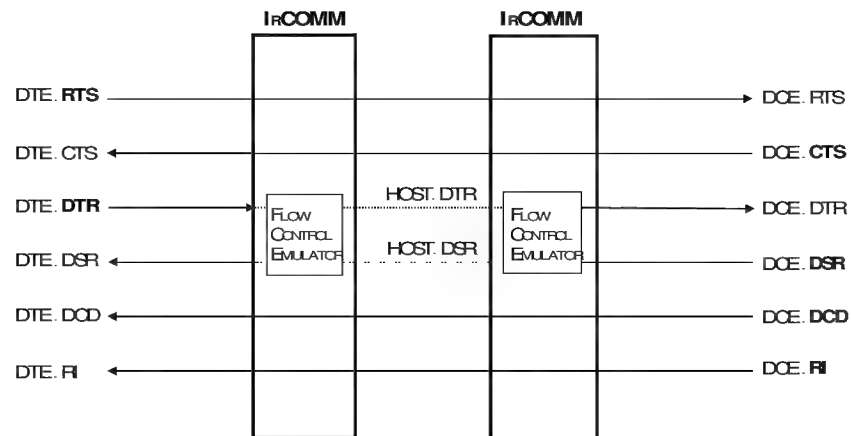 IRCOMM IRCOMM
DTE. RTS DCE. RTS
DTE. CTS DCE. CTS
DTE. DTR HOST. DTR DCE. DTR
FLOW CONTROL EMULATOR
FLOW CONTROL EMULATOR
DTE. DSR HOST. DSR DCE. DSR
DTE. DCD DCE. DCD
DTE. RI DCE. RI